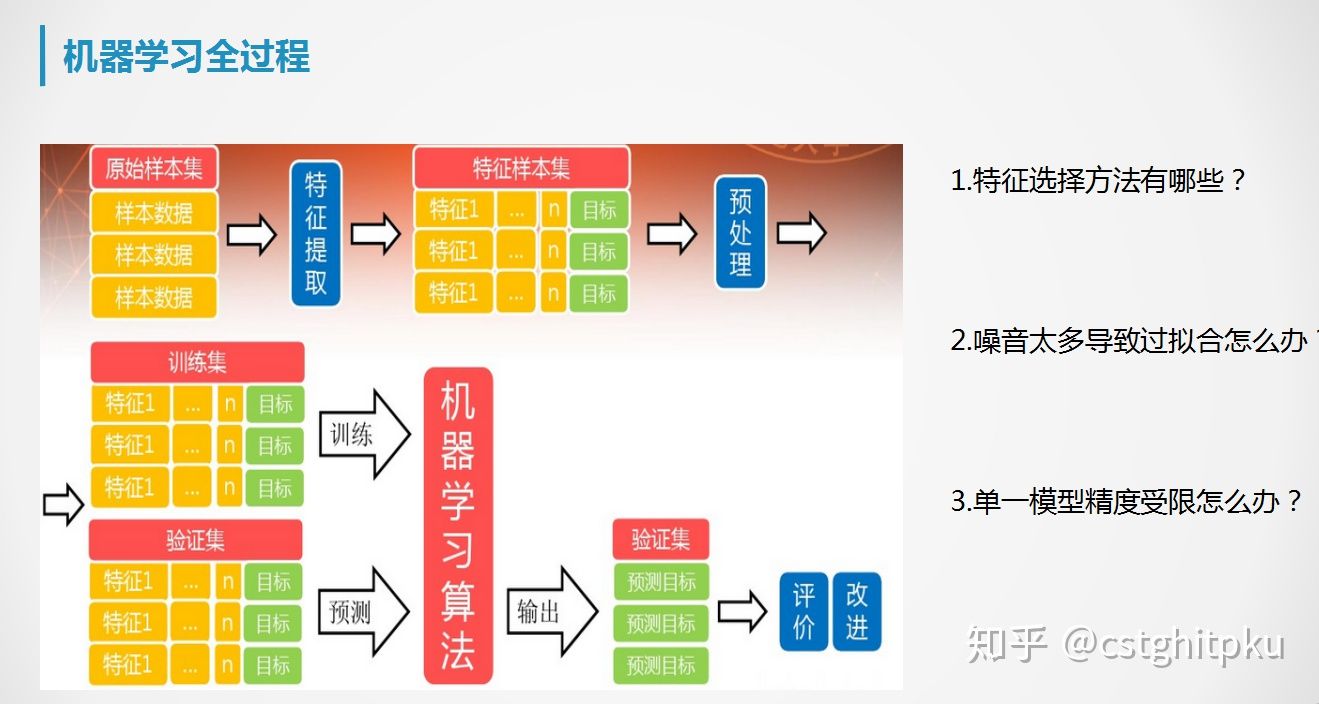 机器学习全过程
原始样本集
样本数据
样本数据
样本数据
特征提取
特征样本集
特征1 ... n 目标
特征1 ... n 目标
特征1 ... n 目标
预处理
训练集
特征1 ... n 目标
特征1 ... n 目标
特征1 ... n 目标
训练
验证集
特征1 ... n 目标
特征1 ... n 目标
特征1 ... n 目标
预测
机器学习算法
输出
验证集
预测目标
预测目标
预测目标
评价
改进
1.特征选择方法有哪些？
2.噪音太多导致过拟合怎么办？
3.单一模型精度受限怎么办？
知乎 @cstghitpku